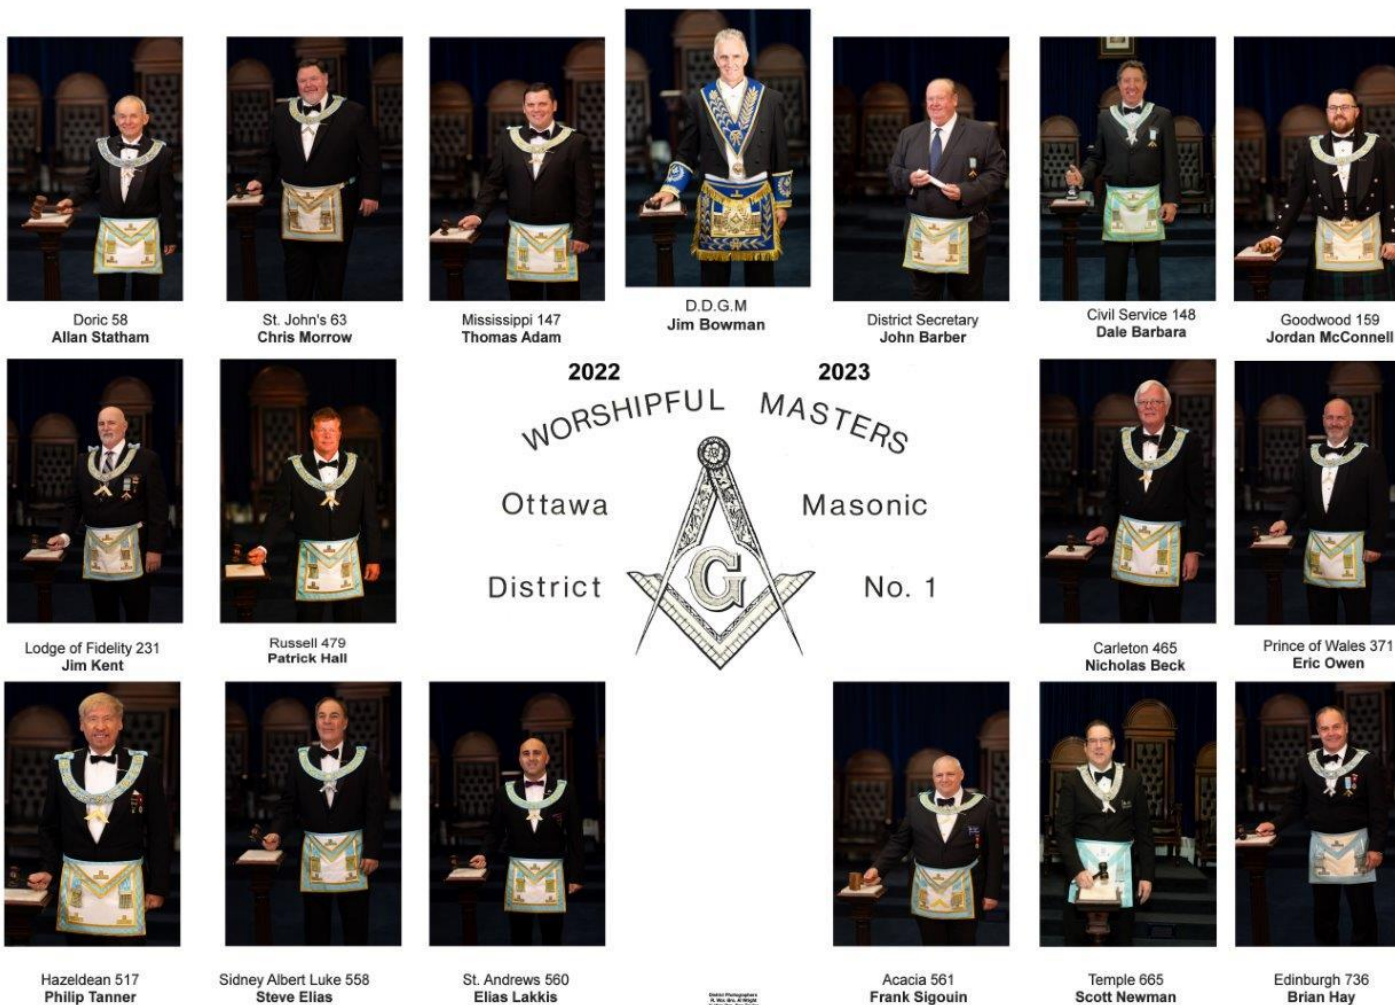 Doric 58
Allan Statham
St. John's 63
Chris Morrow
Mississippi 147
Thomas Adam
D.D.G.M
Jim Bowman
District Secretary
John Barber
Civil Service 148
Dale Barbara
Goodwood 159
Jordan McConnell
2022 2023
WORSHIPFUL MASTERS
Ottawa Masonic
District No. 1
G
Lodge of Fidelity 231
Jim Kent
Russell 479
Patrick Hall
Carleton 465
Nicholas Beck
Prince of Wales 371
Eric Owen
Hazeldean 517
Philip Tanner
Sidney Albert Luke 558
Steve Elias
St. Andrews 560
Elias Lakkis
Acacia 561
Frank Sigouin
Temple 665
Scott Newman
Edinburgh 736
Brian Hay
District Photographers